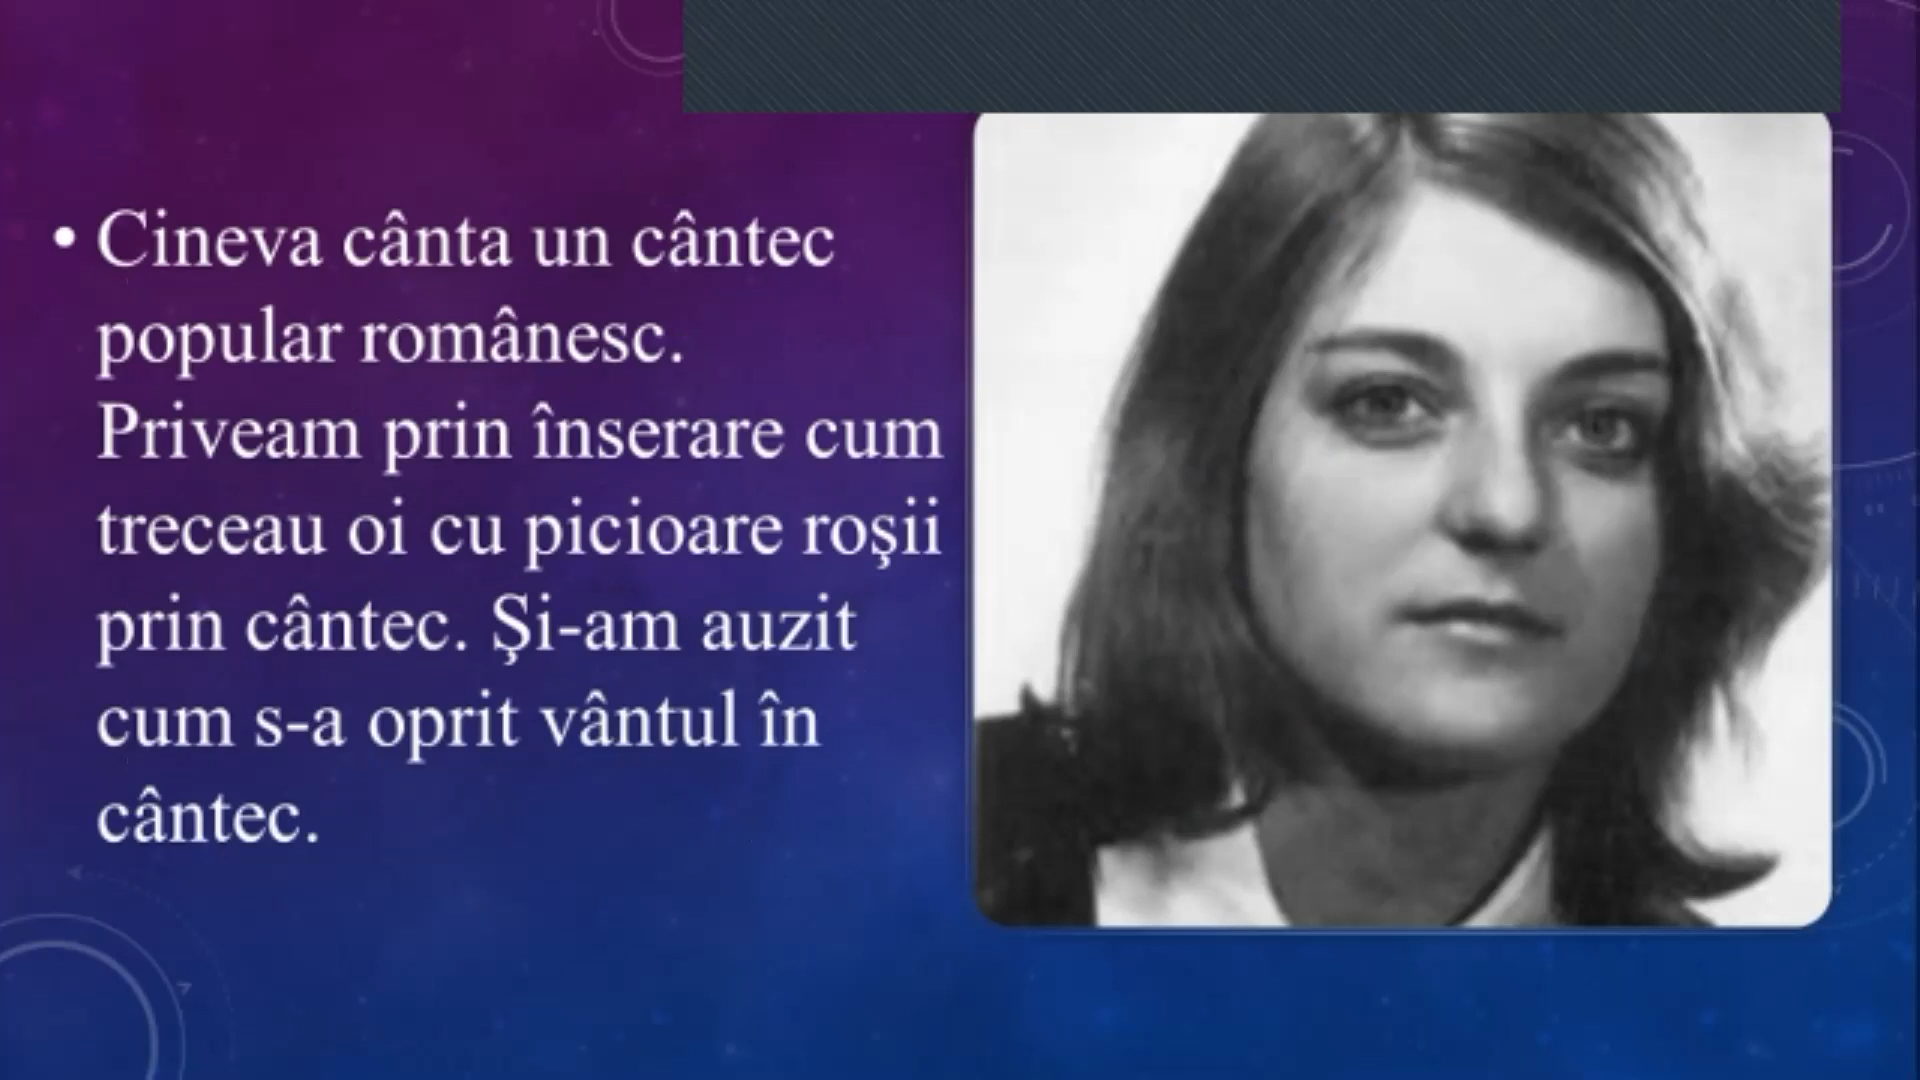 • Cineva cânta un cântec
popular românesc.
Priveam prin înserare cum
treceau oi cu picioare roşii
prin cântec. Şi-am auzit
cum s-a oprit vântul în
cântec.